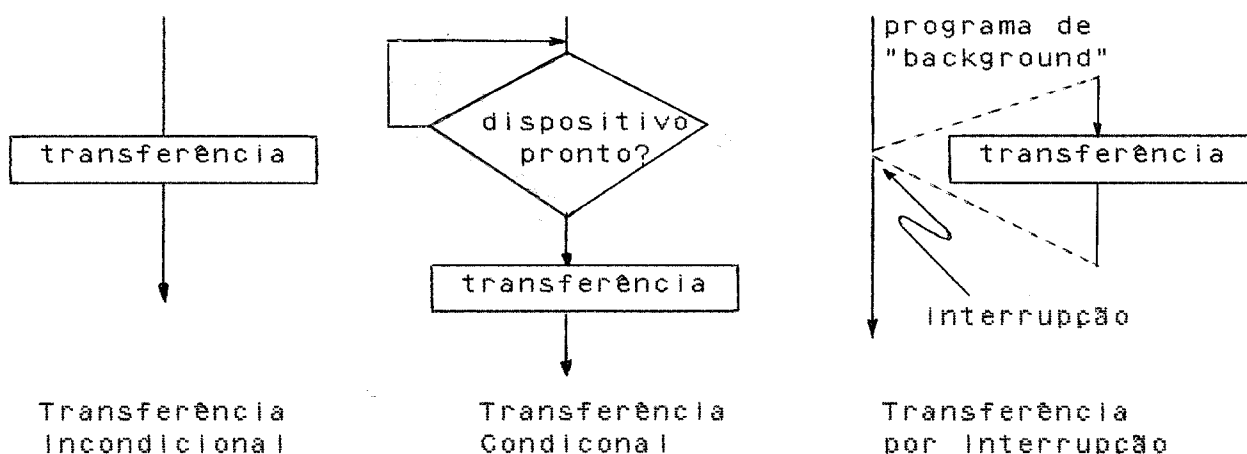 transferência
Transferência
Incondicional
dispositivo
pronto?
transferência
Transferência
Condiconal
programa de
"background"
transferência
interrupção
Transferência
por Interrupção